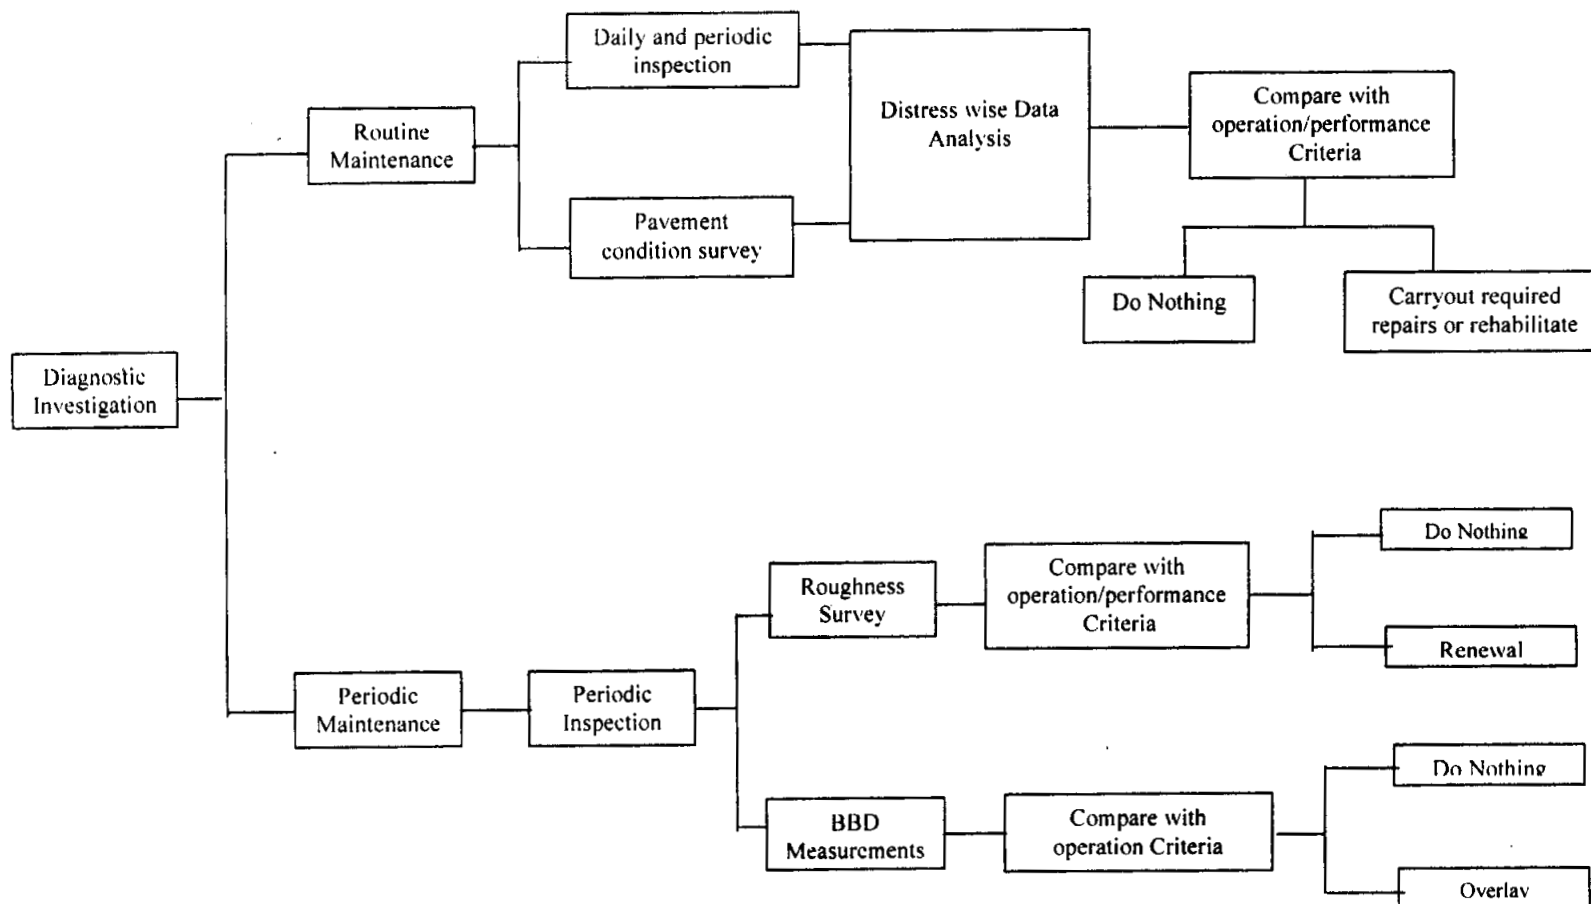 Daily and periodic
inspection
Routine
Maintenance
Pavement
condition survey
Distress wise Data
Analysis
Compare with
operation/performance
Criteria
Do Nothing
Carryout required
repairs or rehabilitate
Diagnostic
Investigation
Periodic
Maintenance
Periodic
Inspection
Roughness
Survey
Compare with
operation/performance
Criteria
Do Nothing
Renewal
BBD
Measurements
Compare with
operation Criteria
Do Nothing
Overlay